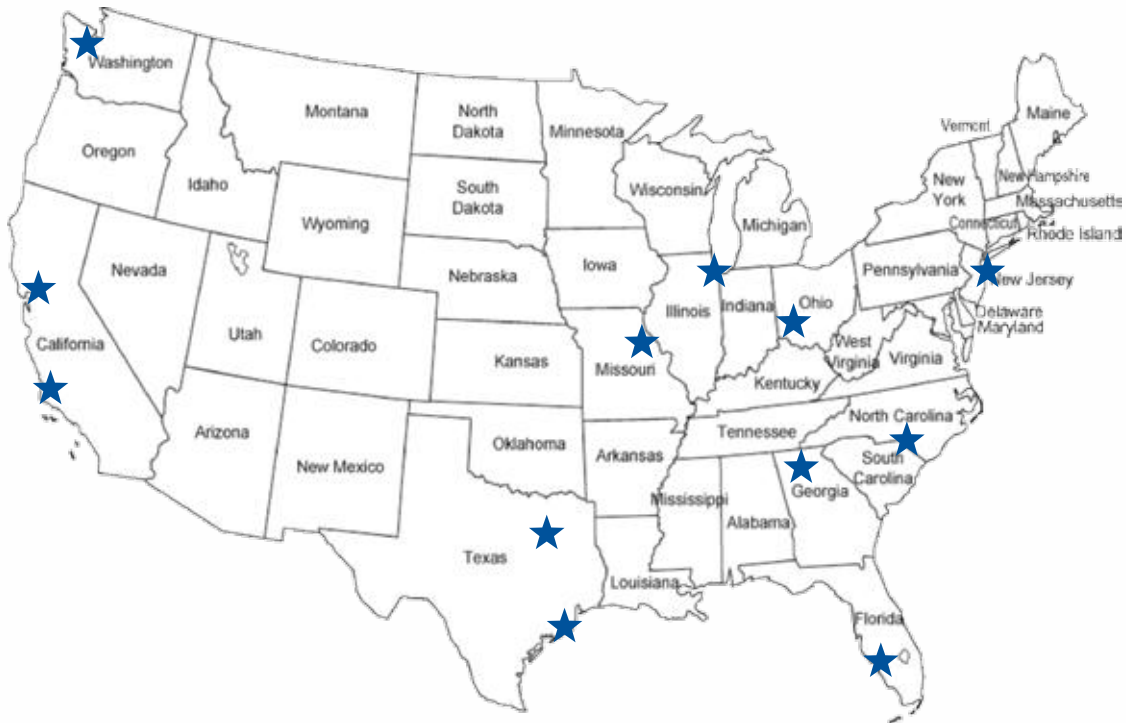 Washington
Montana
North
Dakota
Minnesota
Maine
Vermont
Oregon
Idaho
South
Dakota
Wisconsin
Michigan
New
York
New Hampshire
Massachusetts
Connecticut
Rhode Island
Wyoming
Nevada
Nebraska
Iowa
Pennsylvania
New Jersey
Utah
Colorado
Illinois
Indiana
Ohio
Delaware
Maryland
California
Kansas
Missouri
West
Virginia
Virginia
Kentucky
Arizona
New Mexico
Oklahoma
Arkansas
Tennessee
North Carolina
South
Carolina
Mississippi
Alabama
Georgia
Texas
Louisiana
Florida